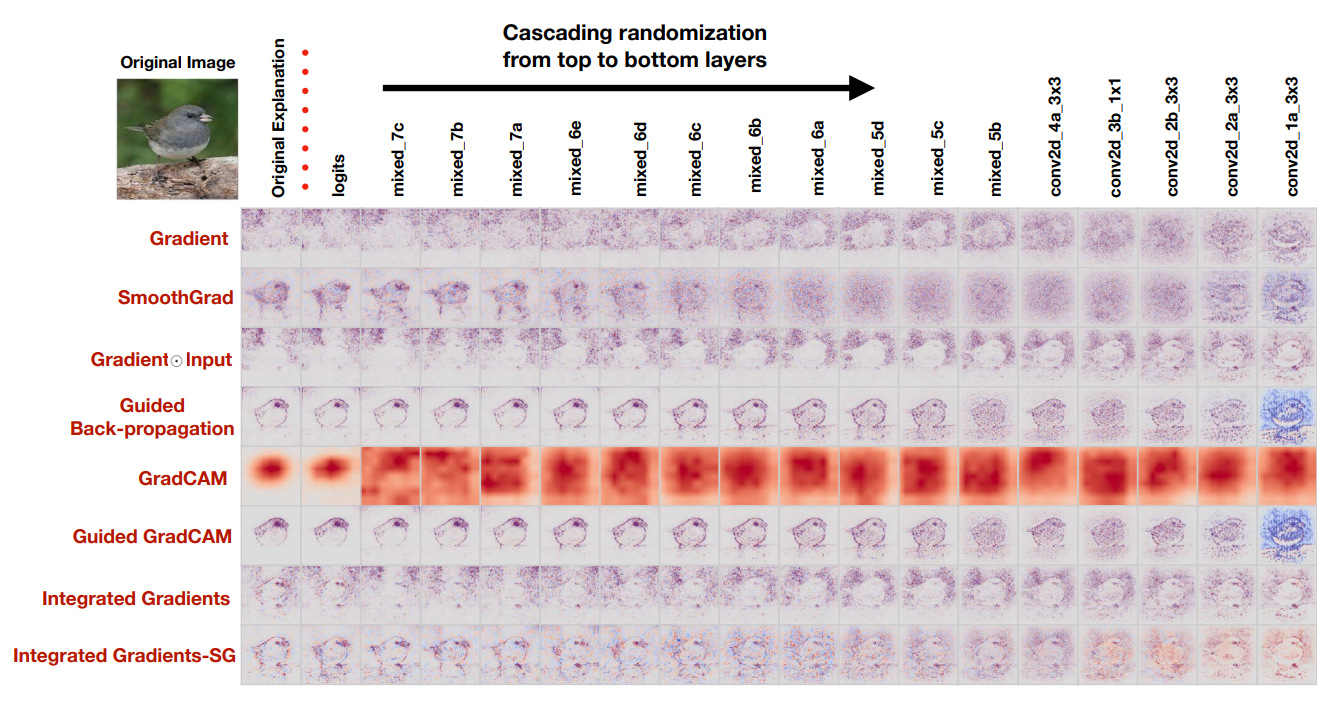 Cascading randomization
from top to bottom layers
Original Image
Original Explanation
logits
mixed_7c
mixed_7b
mixed_7a
mixed_6e
mixed_6d
mixed_6c
mixed_6b
mixed_6a
mixed_5d
mixed_5c
mixed_5b
conv2d_4a_3x3
conv2d_3b_1x1
conv2d_2b_3x3
conv2d_2a_3x3
conv2d_1a_3x3
Gradient
SmoothGrad
Gradient⊙Input
Guided
Back-propagation
GradCAM
Guided GradCAM
Integrated Gradients
Integrated Gradients-SG